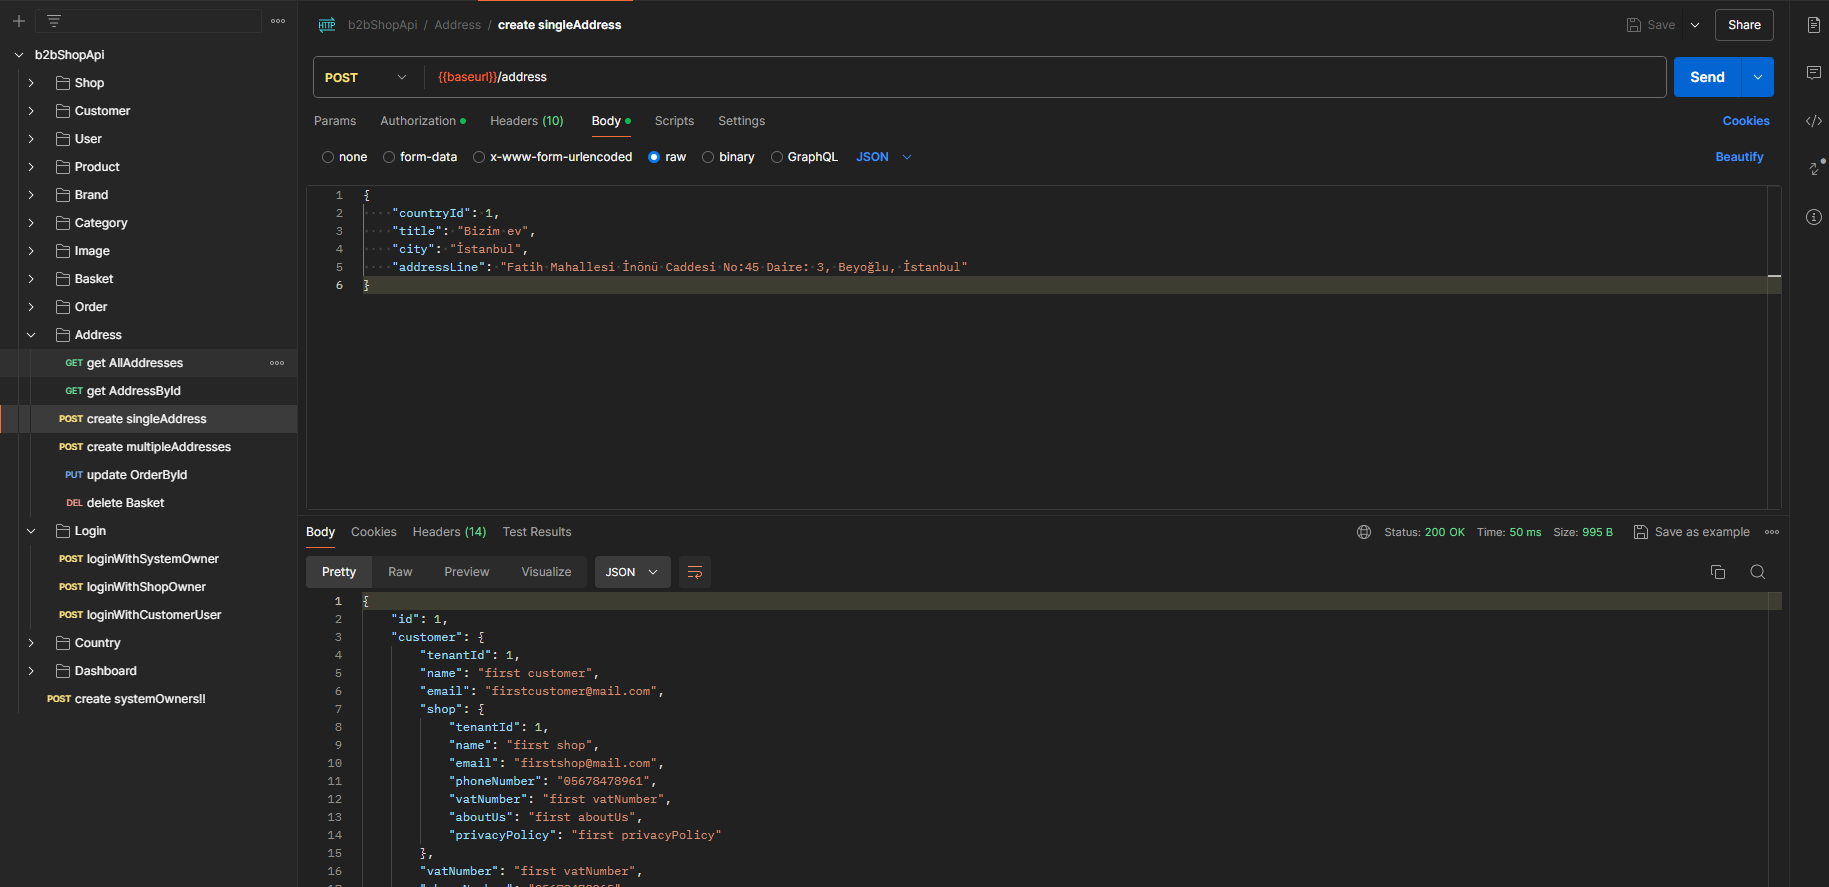 b2bShopApi
Shop
Customer
User
Product
Brand
Category
Image
Basket
Order
Address
GET get AllAddresses
GET get AddressById
POST create singleAddress
POST create multipleAddresses
PUT update OrderById
DEL delete Basket
Login
POST loginWithSystemOwner
POST loginWithShopOwner
POST loginWithCustomerUser
Country
Dashboard
POST create systemOwners!!
HTTP b2bShopApi / Address / create singleAddress
Save
Share
POST {{baseurl}}/address
Send
Params Authorization Headers (10) Body Scripts Settings
Cookies
none form-data x-www-form-urlencoded raw binary GraphQL JSON
Beautify
1 {
2 "countryId": 1,
3 "title": "Bizim ev",
4 "city": "İstanbul",
5 "addressLine": "Fatih Mahallesi İnönü Caddesi No:45 Daire: 3, Beyoğlu, İstanbul"
6 }
Body Cookies Headers (14) Test Results
Status: 200 OK Time: 50 ms Size: 995 B Save as example
Pretty Raw Preview Visualize JSON
1 {
2 "id": 1,
3 "customer": {
4 "tenantId": 1,
5 "name": "first customer",
6 "email": "firstcustomer@mail.com",
7 "shop": {
8 "tenantId": 1,
9 "name": "first shop",
10 "email": "firstshop@mail.com",
11 "phoneNumber": "05678478961",
12 "vatNumber": "first vatNumber",
13 "aboutUs": "first aboutUs",
14 "privacyPolicy": "first privacyPolicy"
15 },
16 "vatNumber": "first vatNumber",